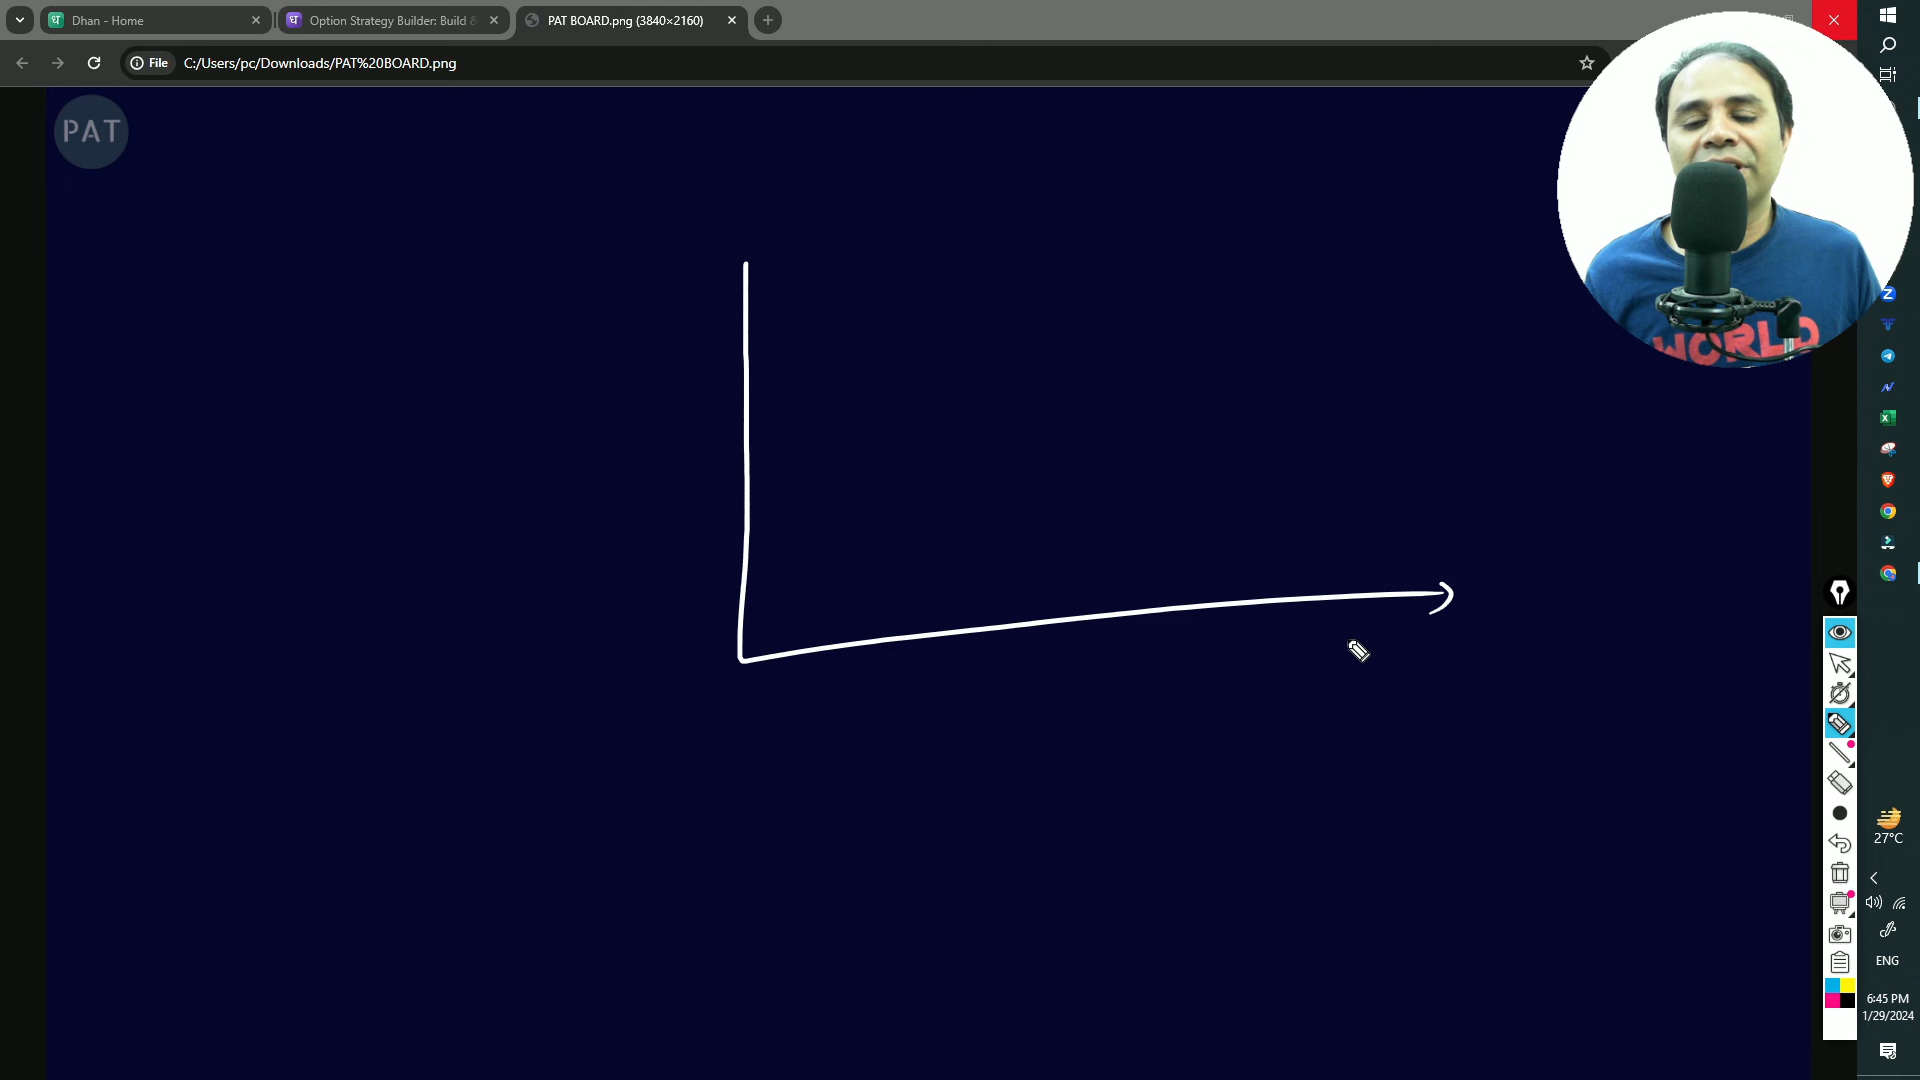 Dhan - Home
Option Strategy Builder: Build &
PAT BOARD.png (3840×2160)
File
C:/Users/pc/Downloads/PAT%20BOARD.png
PAT
WORLD
27°C
ENG
6:45 PM
1/29/2024